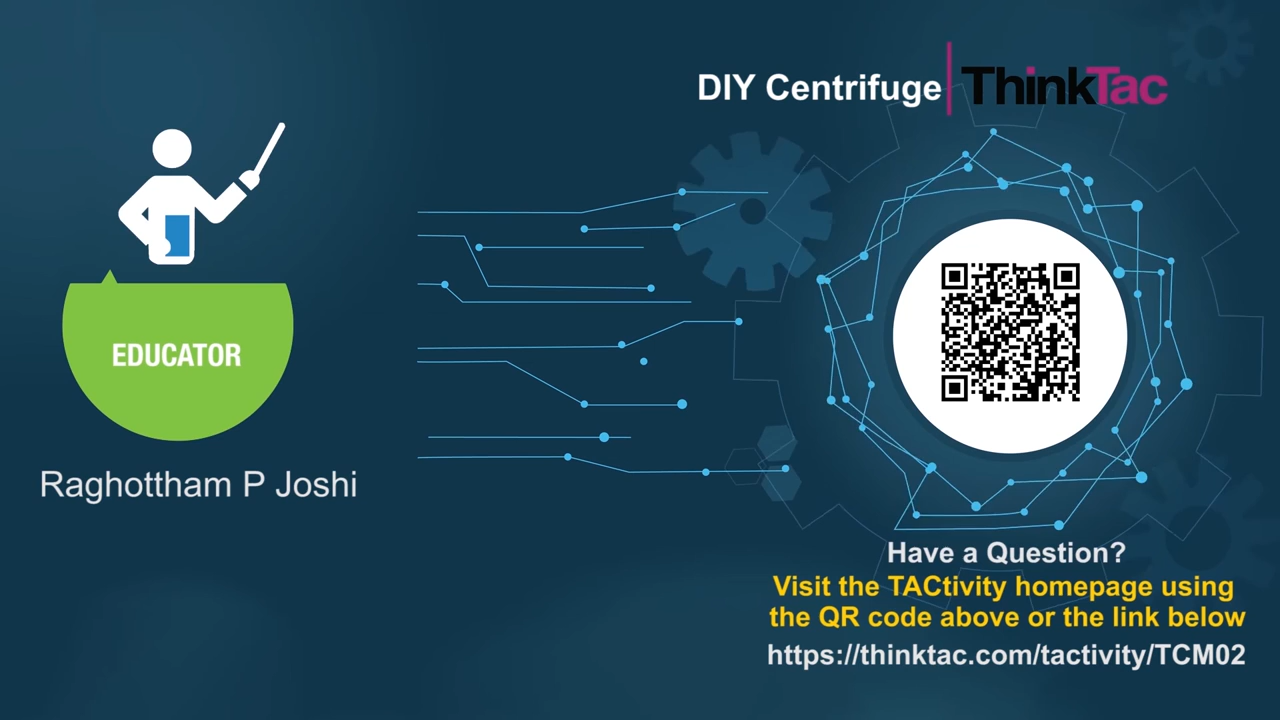 DIY Centrifuge
ThinkTac
EDUCATOR
Raghottham P Joshi
Have a Question?
Visit the TACtivity homepage using
the QR code above or the link below
https://thinktac.com/tactivity/TCM02